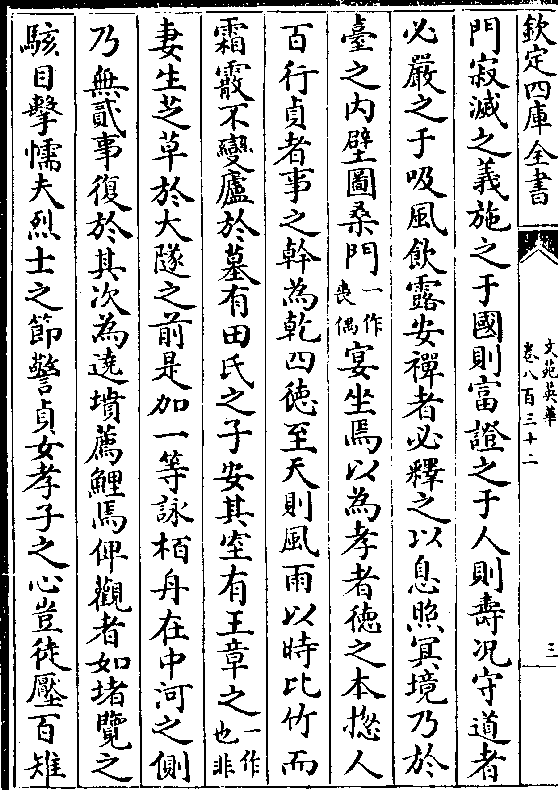 欽定四庫全書
文苑英華
卷八百三十二
三
門寂滅之義施之于國則富證之于人則壽况守道者
必嚴之于吸風飲露安禪者必釋之以息照冥境乃於
臺之内壁圖桑門一作喪偶宴坐焉以為孝者徳之本摠人
百行貞者事之幹為乾四徳至天則風雨以時比竹而
霜霰不變廬於墓有田氏之子安其室有王章之一作也非
妻生芝草於大隧之前是加一等詠栢舟在中河之側
乃無貳事復於其次為遶墳薦鯉焉俾觀者如堵覽之
駭目擊懦夫烈士之節警貞女孝子之心豈徒壓百雉